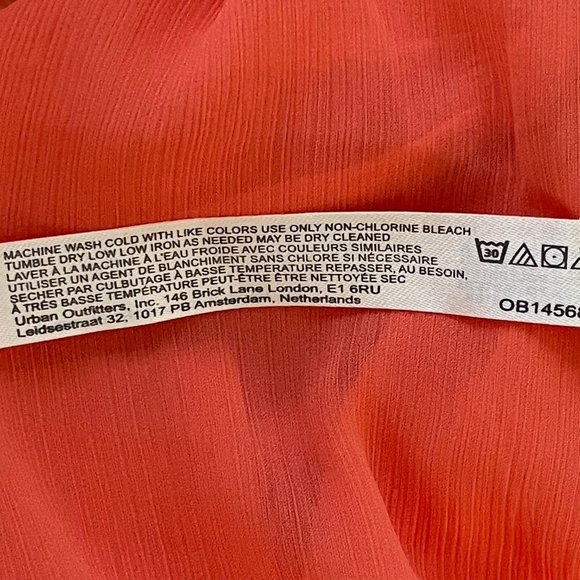 MACHINE WASH COLD WITH LIKE COLORS USE ONLY NON-CHLORINE BLEACH
TUMBLE DRY LOW LOW IRON AS NEEDED MAY BE DRY CLEANED
LAVER À LA MACHINE À L'EAU FROIDE AVEC COULEURS SIMILAIRES
UTILISER UN AGENT DE BLANCHIMENT SANS CHLORE SI NÉCESSAIRE
SECHER PAR CULBUTAGE À BASSE TEMPERATURE REPASSER, AU BESOIN,
À TRÈS BASSE TEMPÉRATURE PEUT-ÊTRE ÊTRE NETTOYÉE SEC
Urban Outfitters, Inc. 146 Brick Lane London, E1 6RU
Leidsestraat 32, 1017 PB Amsterdam, Netherlands
30
OB14568